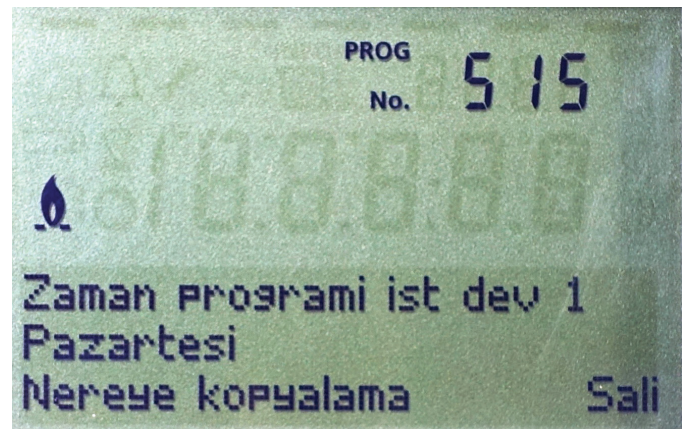 PROG
No. 515
Zaman programi ist dev 1
Pazartesi
Nereye kopyalama Sali